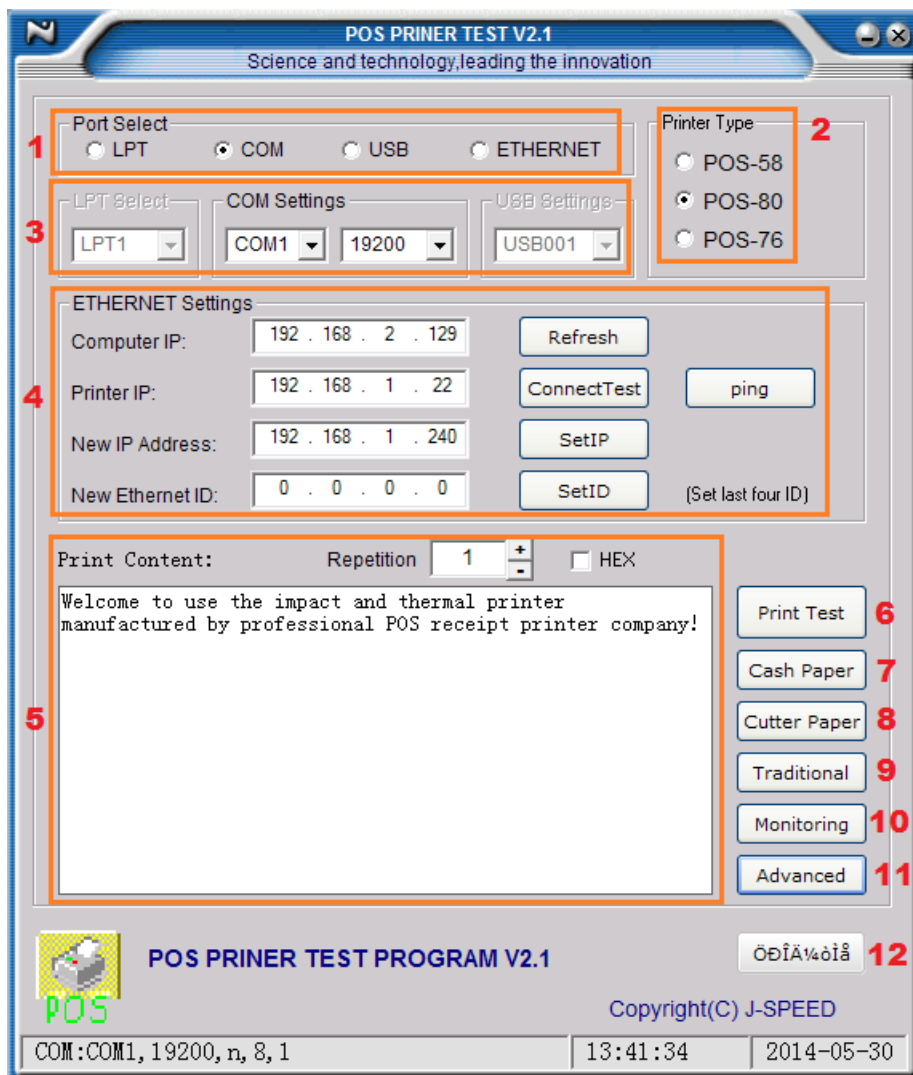 POS PRINER TEST V2.1
Science and technology,leading the innovation
Port Select
1
LPT COM USB ETHERNET
Printer Type 2
POS-58
POS-80
POS-76
3
LPT Select COM Settings USB Settings
LPT1 COM1 19200 USB001
ETHERNET Settings
4
Computer IP: 192 . 168 . 2 . 129 Refresh
Printer IP: 192 . 168 . 1 . 22 ConnectTest ping
New IP Address: 192 . 168 . 1 . 240 SetIP
New Ethernet ID: 0 . 0 . 0 . 0 SetID (Set last four ID)
Print Content: Repetition 1 + - HEX
5
Welcome to use the impact and thermal printer
manufactured by professional POS receipt printer company!
Print Test 6
Cash Paper 7
Cutter Paper 8
Traditional 9
Monitoring 10
Advanced 11
POS
POS PRINER TEST PROGRAM V2.1
ÖÐÎÄ¼òÌå 12
Copyright(C) J-SPEED
COM:COM1,19200,n,8,1 13:41:34 2014-05-30